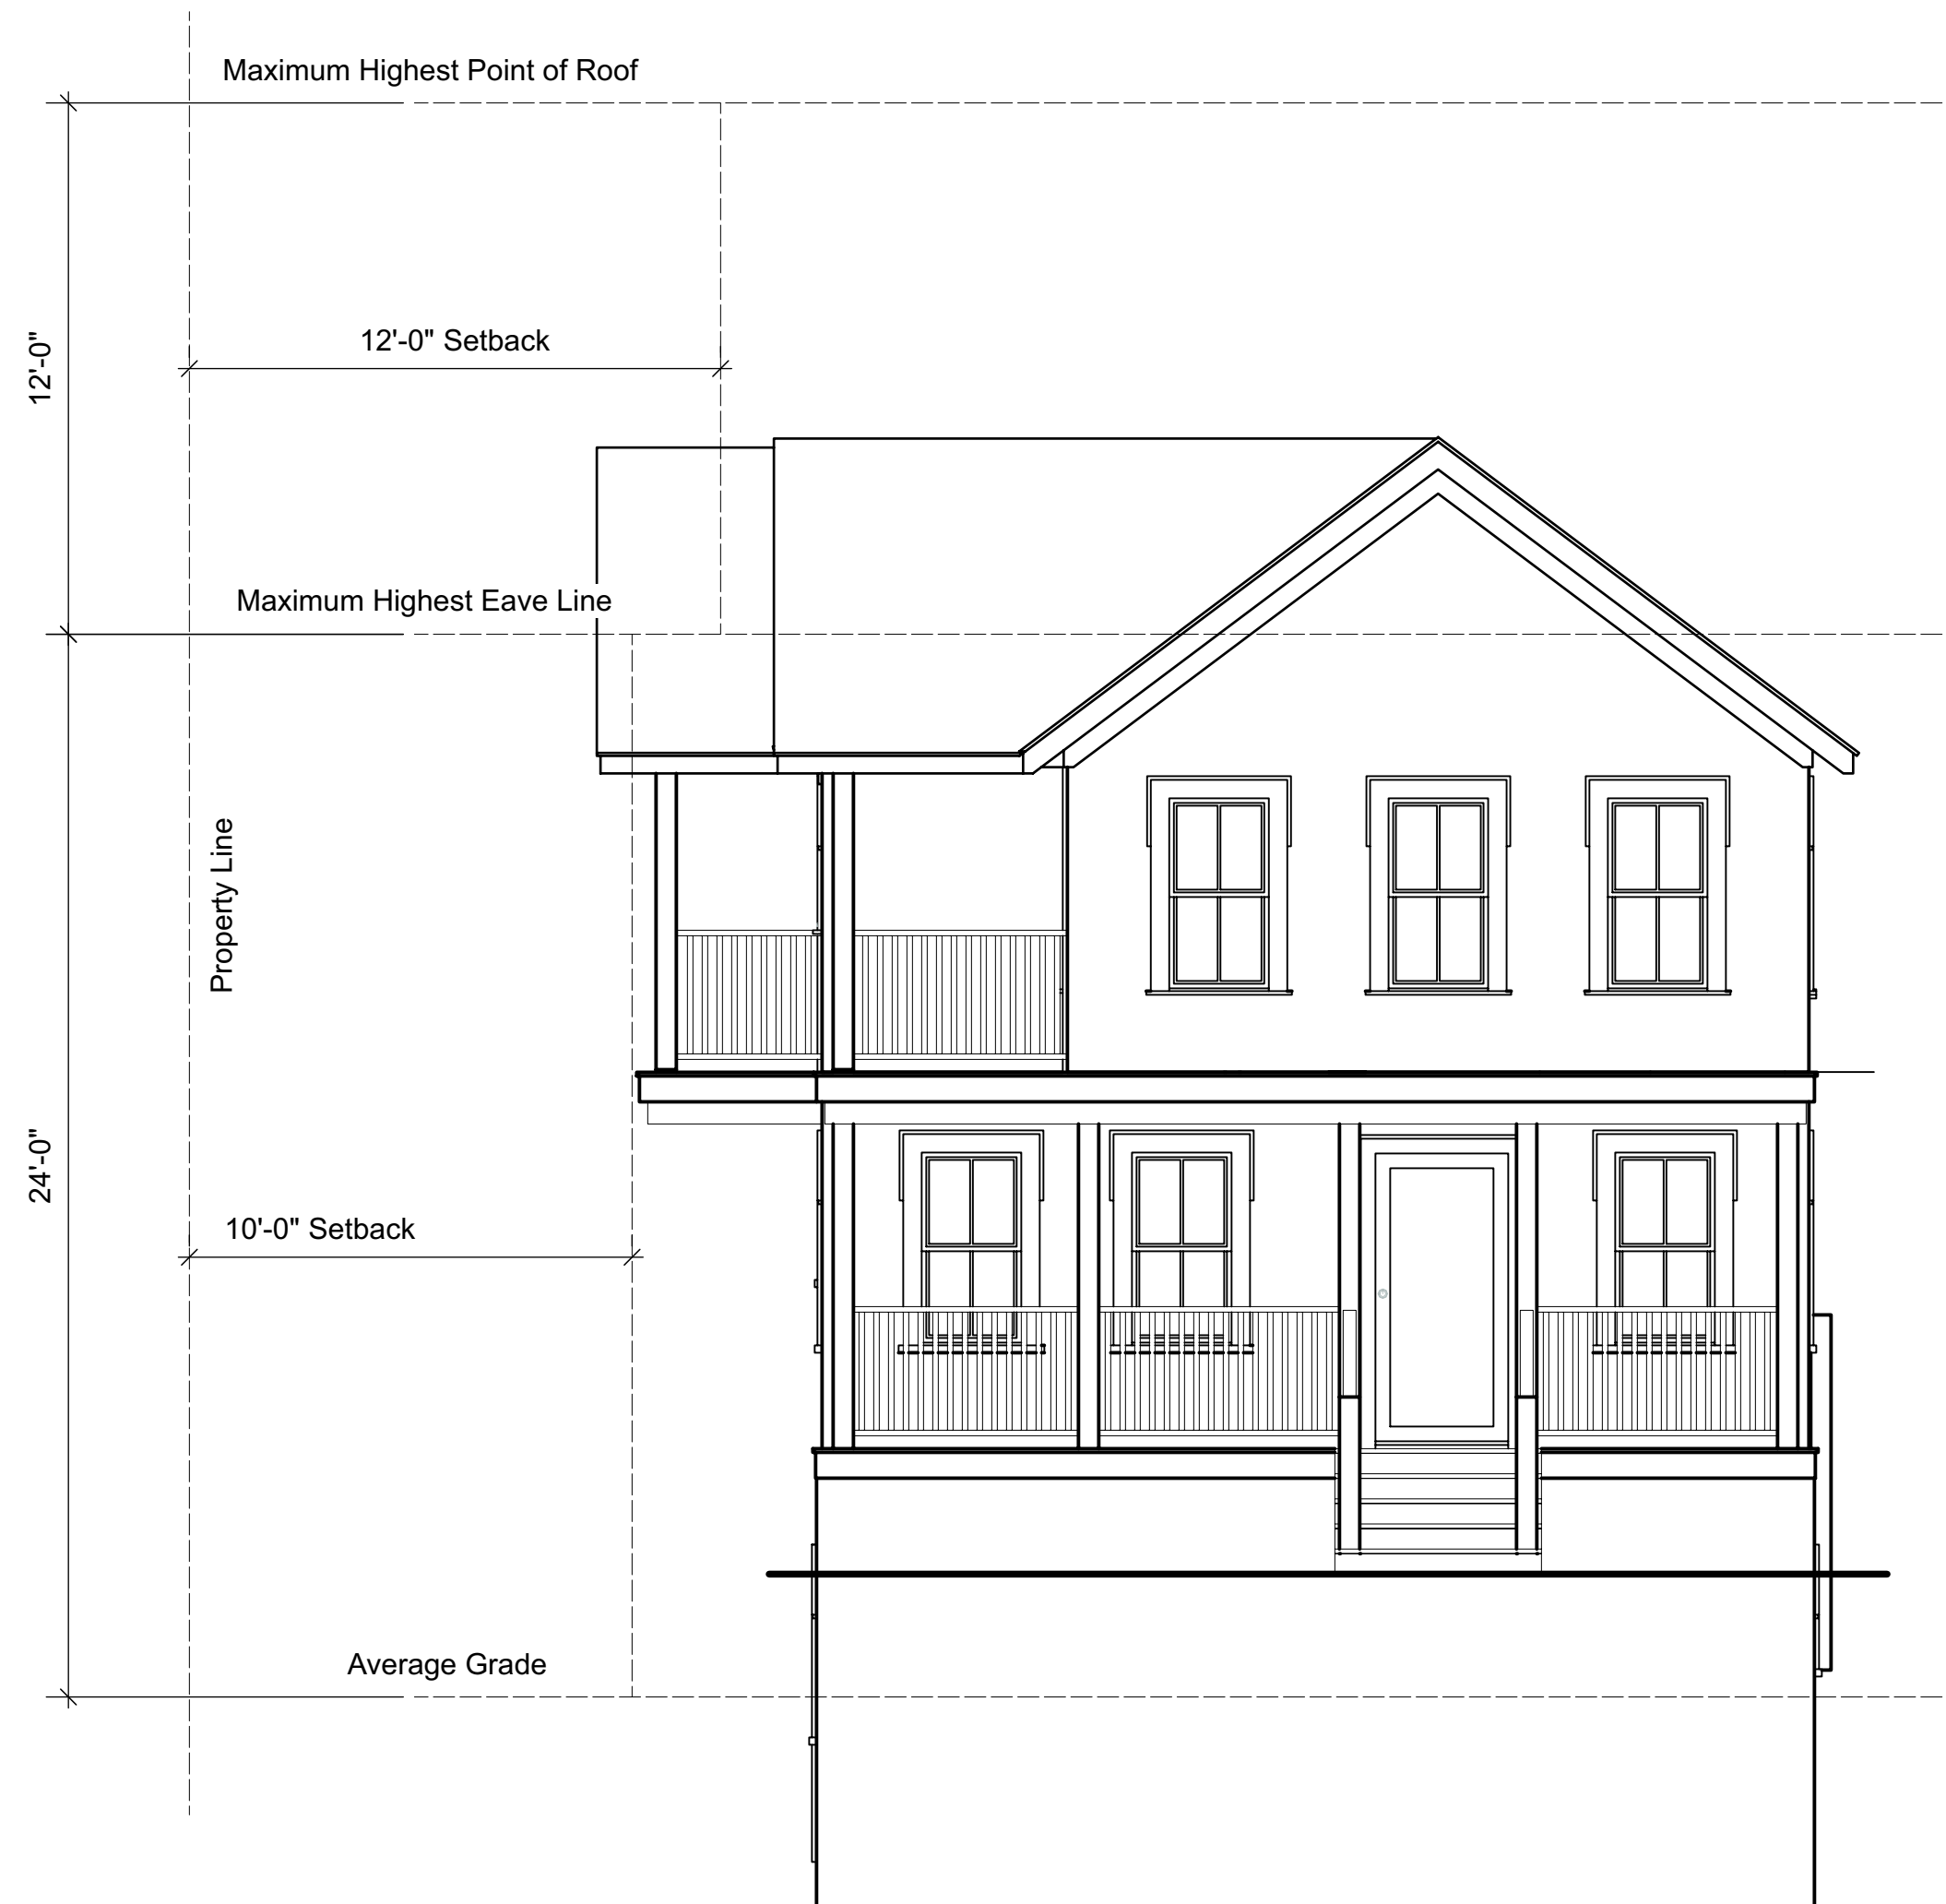 Maximum Highest Point of Roof
12'-0"
12'-0" Setback
Maximum Highest Eave Line
Property Line
24'-0"
10'-0" Setback
Average Grade